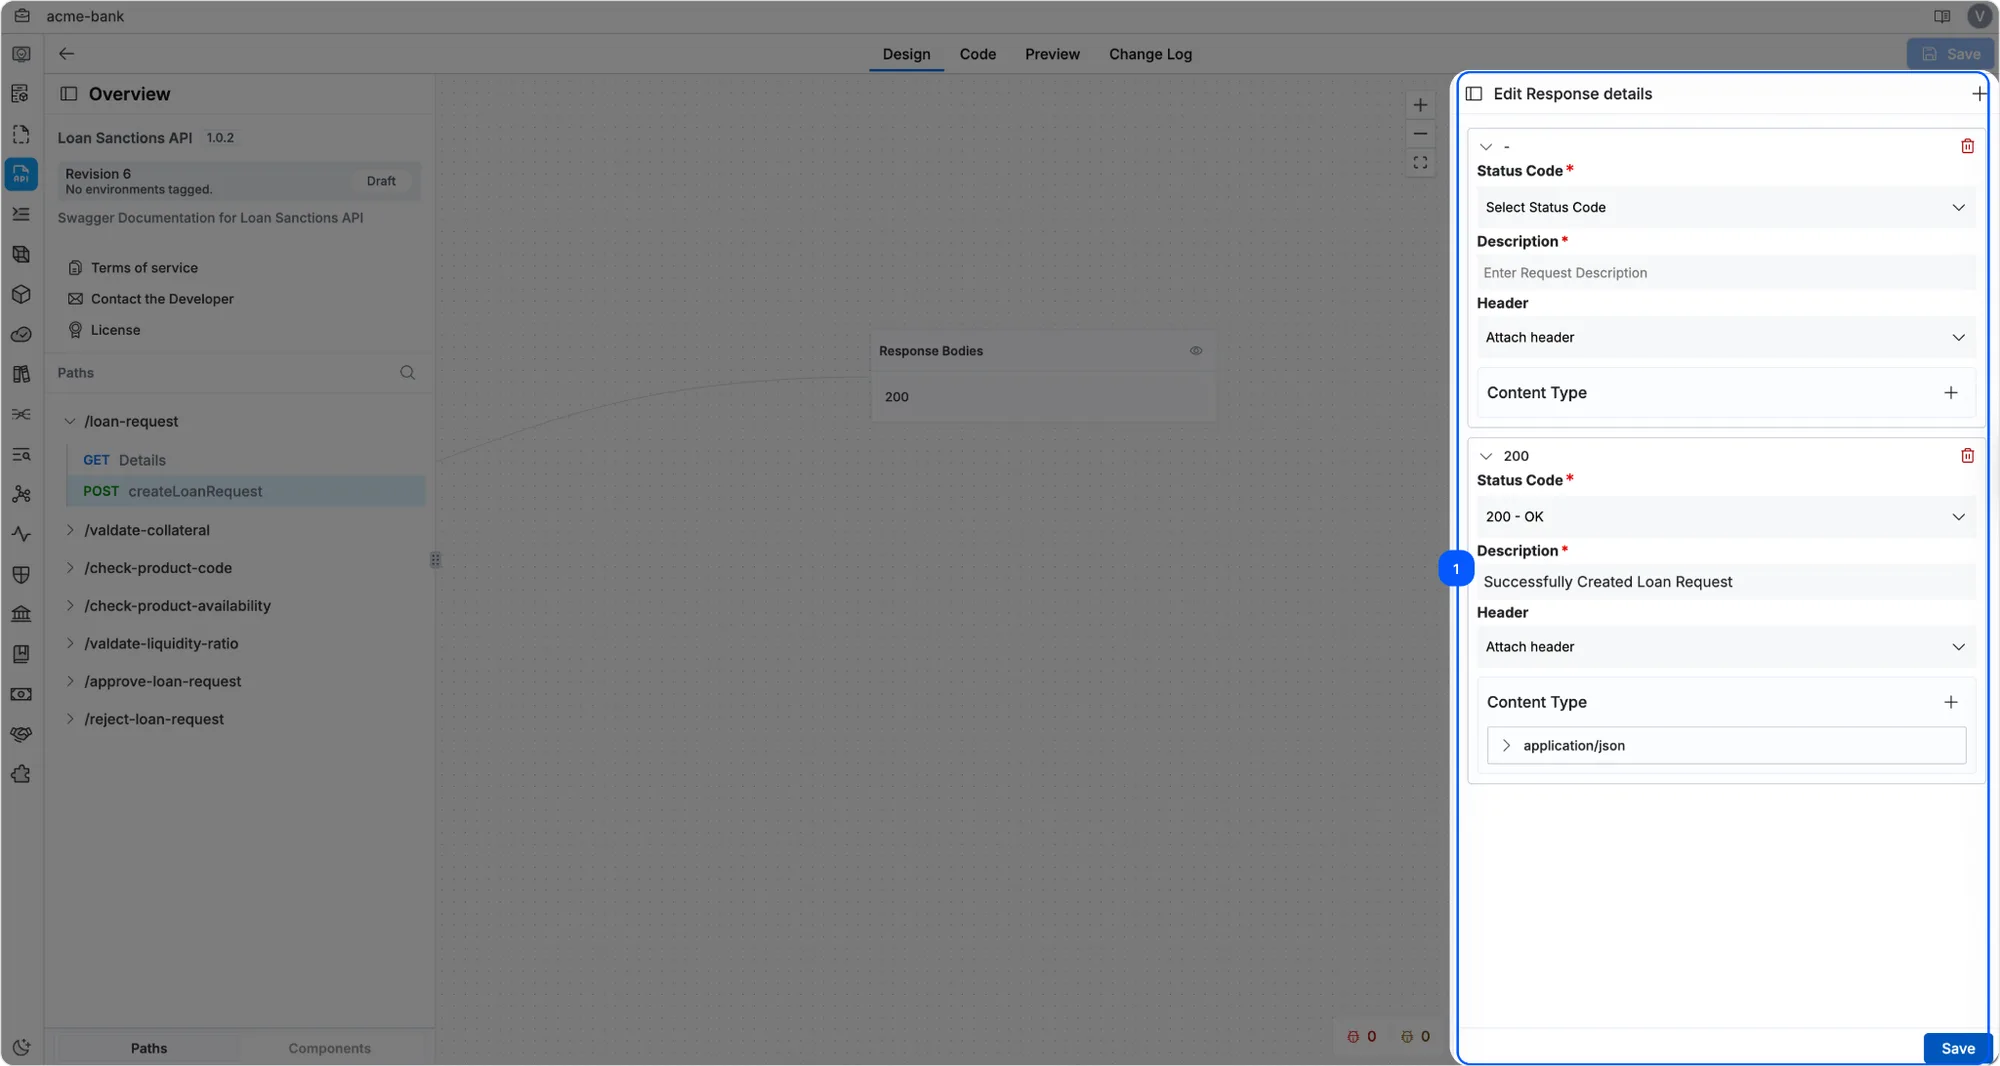 acme-bank
V
Design
Code
Preview
Change Log
Save
Overview
Loan Sanctions API 1.0.2
Revision 6
No environments tagged.
Draft
Swagger Documentation for Loan Sanctions API
Terms of service
Contact the Developer
License
Paths
/loan-request
GET Details
POST createLoanRequest
/valdate-collateral
/check-product-code
/check-product-availability
/valdate-liquidity-ratio
/approve-loan-request
/reject-loan-request
Paths
Components
API
Response Bodies
200
0
0
Edit Response details
-
Status Code *
Select Status Code
Description *
Enter Request Description
Header
Attach header
Content Type
200
Status Code *
200 - OK
Description *
1
Successfully Created Loan Request
Header
Attach header
Content Type
application/json
Save